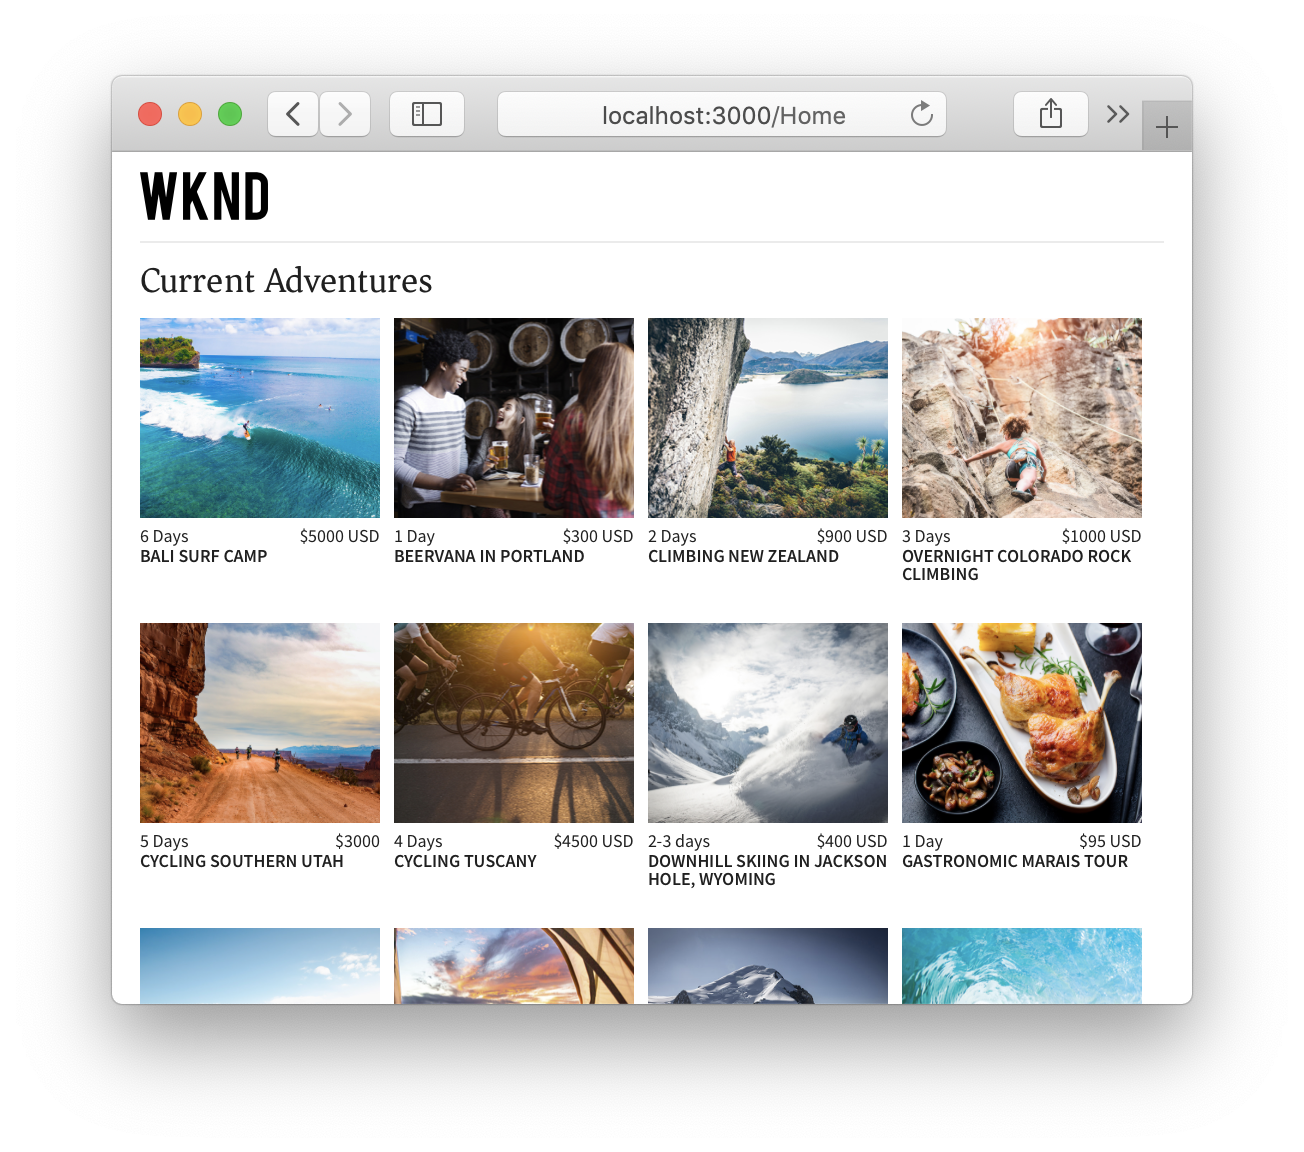 localhost:3000/Home
WKND
Current Adventures
6 Days $5000 USD
BALI SURF CAMP
1 Day $300 USD
BEERVANA IN PORTLAND
2 Days $900 USD
CLIMBING NEW ZEALAND
3 Days $1000 USD
OVERNIGHT COLORADO ROCK
CLIMBING
5 Days $3000
CYCLING SOUTHERN UTAH
4 Days $4500 USD
CYCLING TUSCANY
2-3 days $400 USD
DOWNHILL SKIING IN JACKSON
HOLE, WYOMING
1 Day $95 USD
GASTRONOMIC MARAIS TOUR